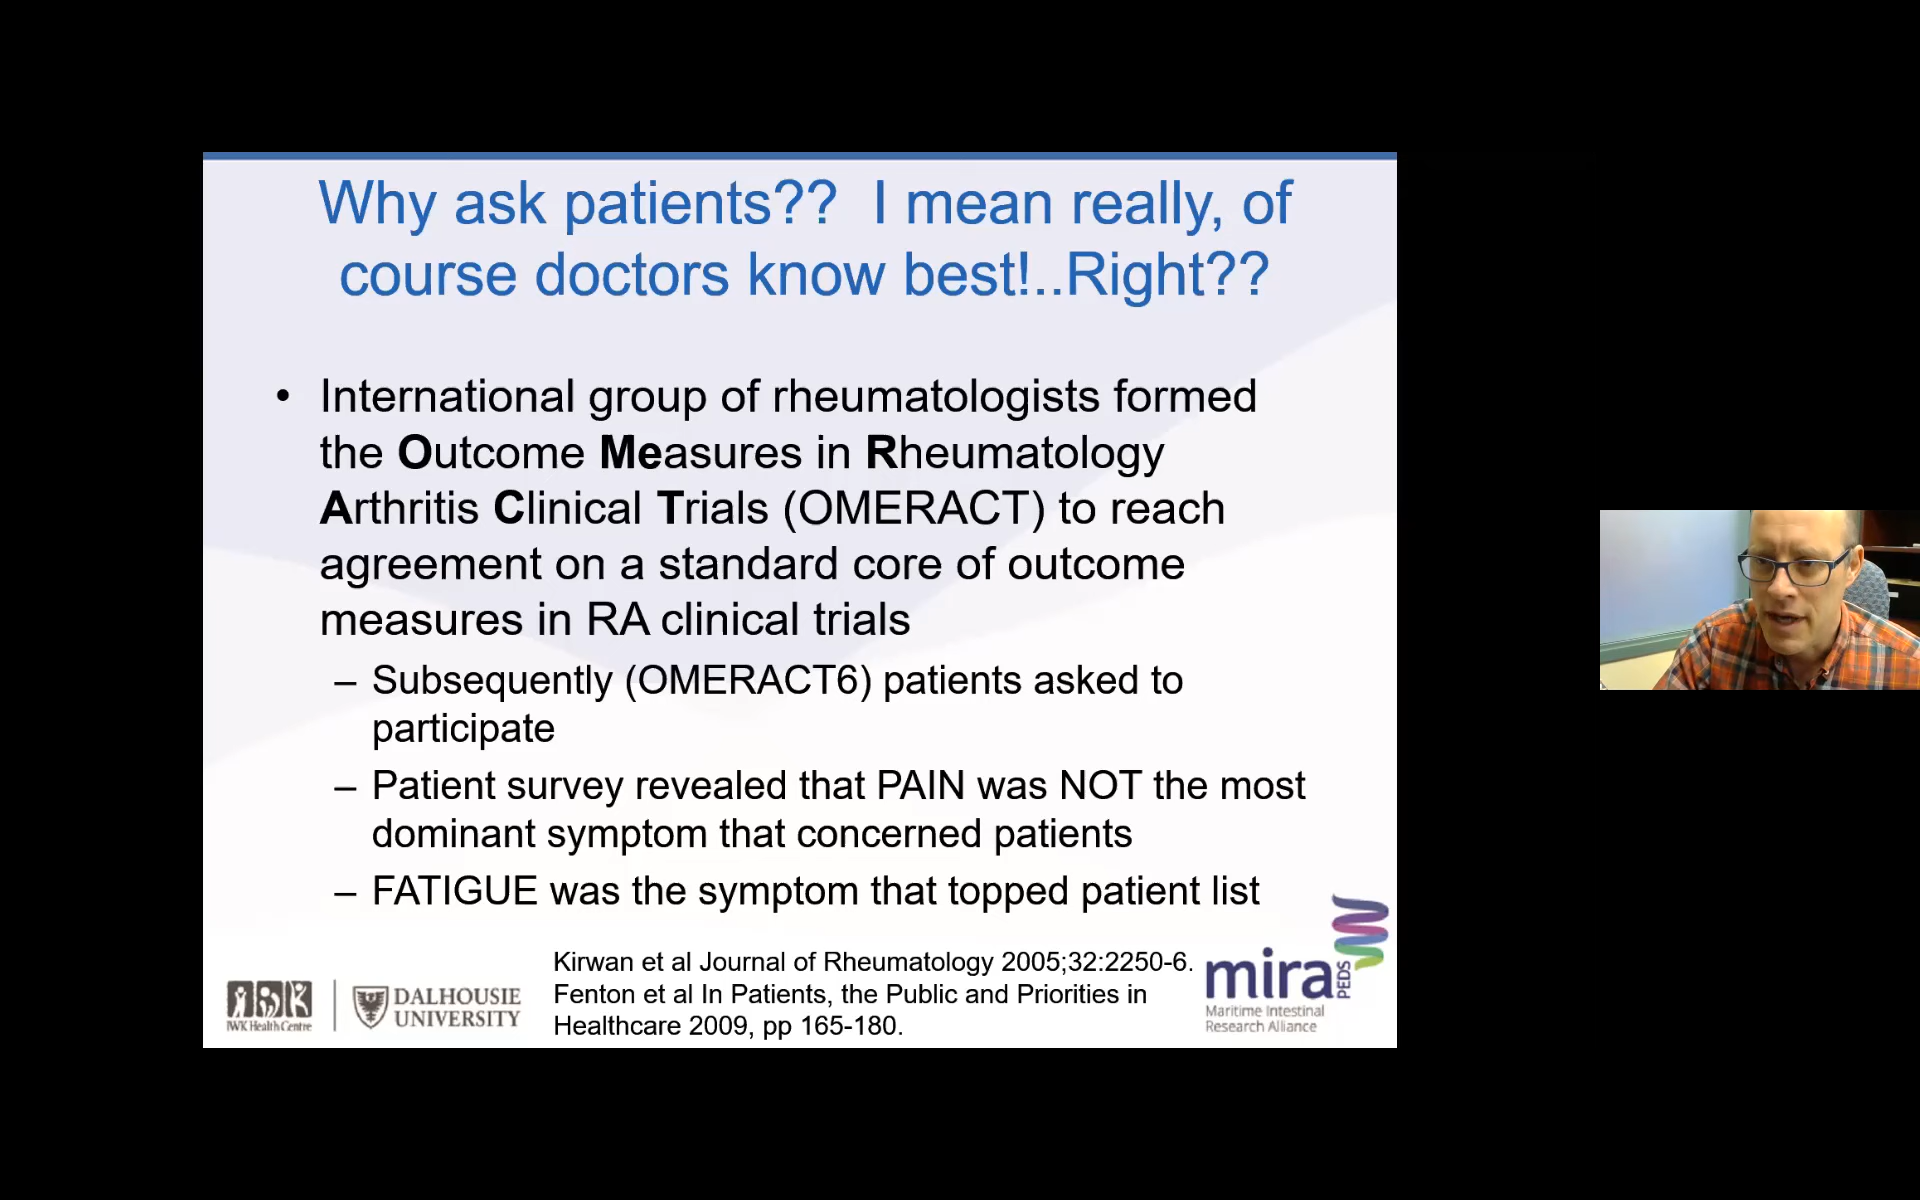 Why ask patients?? I mean really, of
course doctors know best!..Right??
• International group of rheumatologists formed
the Outcome Measures in Rheumatology
Arthritis Clinical Trials (OMERACT) to reach
agreement on a standard core of outcome
measures in RA clinical trials
– Subsequently (OMERACT6) patients asked to
participate
– Patient survey revealed that PAIN was NOT the most
dominant symptom that concerned patients
– FATIGUE was the symptom that topped patient list
Kirwan et al Journal of Rheumatology 2005;32:2250-6.
Fenton et al In Patients, the Public and Priorities in
Healthcare 2009, pp 165-180.
IWK
IWK Health Centre
DALHOUSIE
UNIVERSITY
mira
PEDS
Maritime Intestinal
Research Alliance